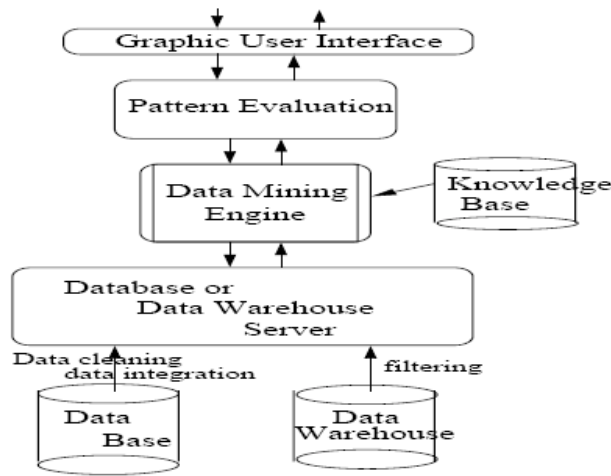 Graphic User Interface
Pattern Evaluation
Data Mining
Engine
Knowledge
Base
Database or
Data Warehouse
Server
Data cleaning
data integration
filtering
Data
Base
Data
Warehouse